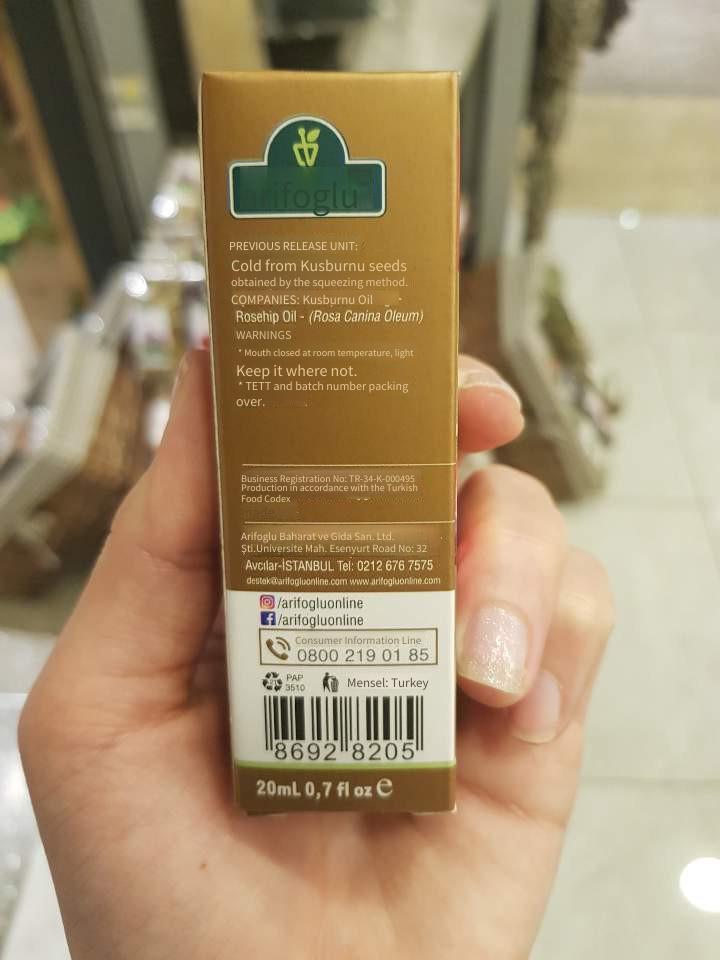 arifoglu
PREVIOUS RELEASE UNIT:
Cold from Kusburnu seeds
obtained by the squeezing method.
COMPANIES: Kusburnu Oil
Rosehip Oil - (Rosa Canina Oleum)
WARNINGS
* Mouth closed at room temperature, light
Keep it where not.
* TETT and batch number packing
over.
Business Registration No: TR-34-K-000495
Production in accordance with the Turkish
Food Codex
made
Arifoglu Baharat ve Gida San. Ltd.
Şti.Universite Mah. Esenyurt Road No: 32
Avcılar-İSTANBUL Tel: 0212 676 7575
destek@arifogluonline.com www.arifogluonline.com
/arifogluonline
/arifogluonline
Consumer Information Line
0800 219 01 85
21 PAP
3510
Mensel: Turkey
8692 8205
20mL 0,7 fl oz e